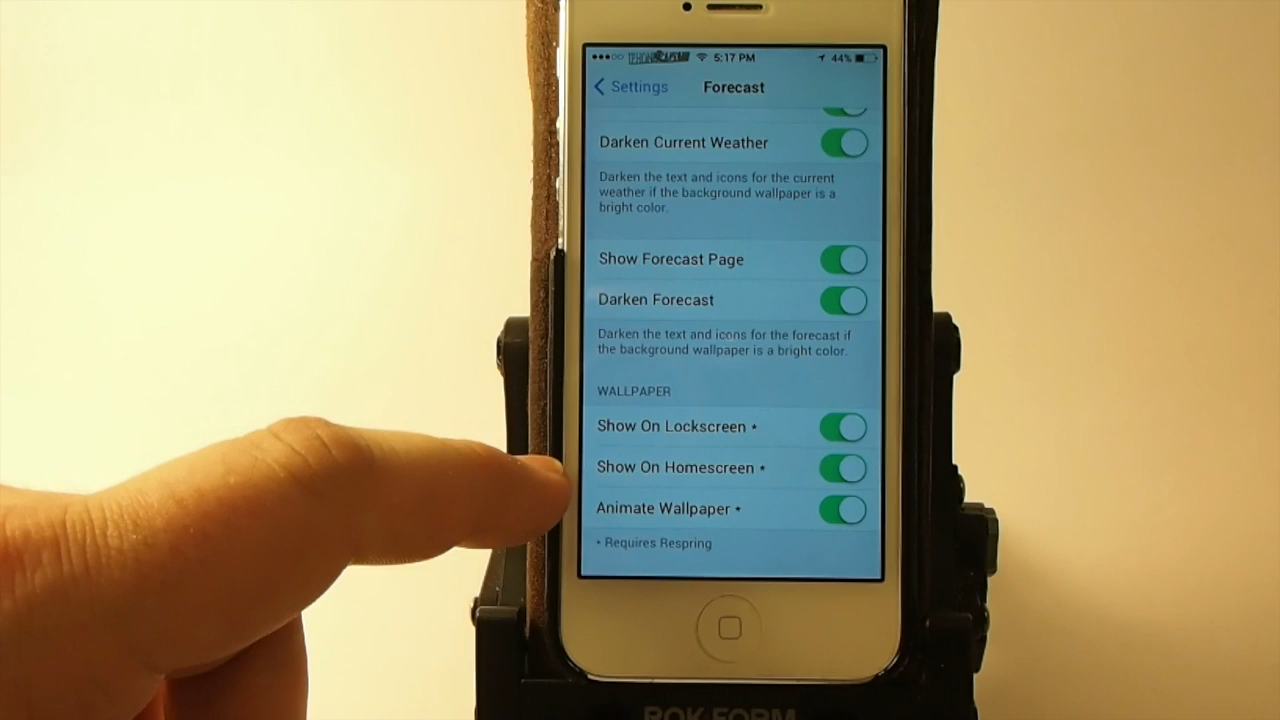 5:17 PM 44%
Settings Forecast
Darken Current Weather
Darken the text and icons for the current
weather if the background wallpaper is a
bright color.
Show Forecast Page
Darken Forecast
Darken the text and icons for the forecast if
the background wallpaper is a bright color.
WALLPAPER
Show On Lockscreen *
Show On Homescreen *
Animate Wallpaper *
* Requires Respring
ROK FORM